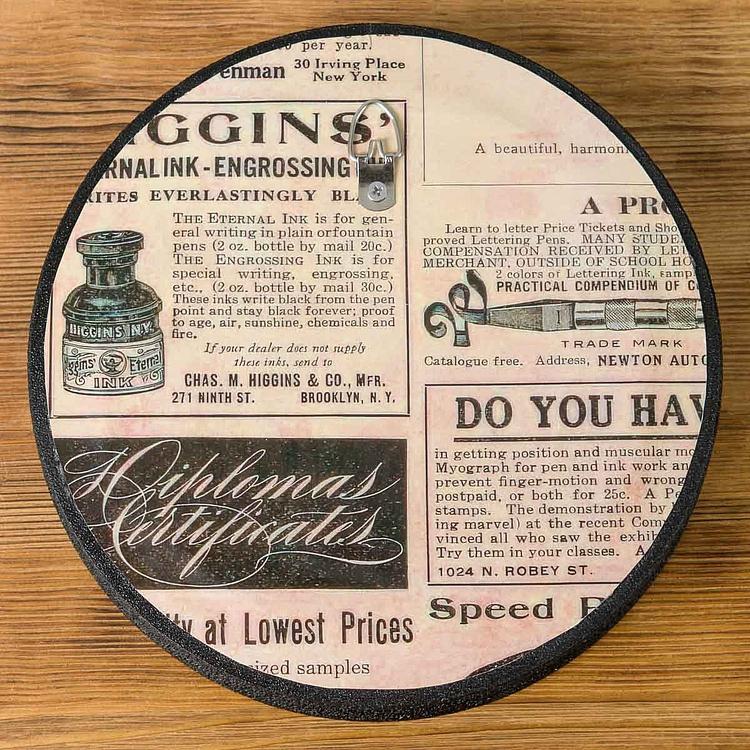 per year.
enman 30 Irving Place
New York
IGGINS'
RNAL INK - ENGROSSING
RITES EVERLASTINGLY BL
THE ETERNAL INK is for gen-
eral writing in plain orfountain
pens (2 oz. bottle by mail 20c.)
THE ENGROSSING INK is for
special writing, engrossing,
etc., (2 oz. bottle by mail 30c.)
These inks write black from the pen
point and stay black forever; proof
to age, air, sunshine, chemicals and
fire.
If your dealer does not supply
these inks, send to
CHAS. M. HIGGINS & CO., MFR.
271 NINTH ST. BROOKLYN, N. Y.
HIGGINS' N.Y.
ggins' Eternal
INK
Diplomas
Certificates
ity at Lowest Prices
ized samples
A beautiful, harmoni
A PRO
Learn to letter Price Tickets and Sho
proved Lettering Pens. MANY STUDE
COMPENSATION RECEIVED BY LET
MERCHANT, OUTSIDE OF SCHOOL HO
2 colors of Lettering Ink, samp
PRACTICAL COMPENDIUM OF C
1
TRADE MARK
Catalogue free. Address, NEWTON AUTO
DO YOU HAV
in getting position and muscular mo
Myograph for pen and ink work an
prevent finger-motion and wrong
postpaid, or both for 25c. A Pe
stamps. The demonstration by
ing marvel) at the recent Com
vinced all who saw the exhib
Try them in your classes. A
1024 N. ROBEY ST.
Speed